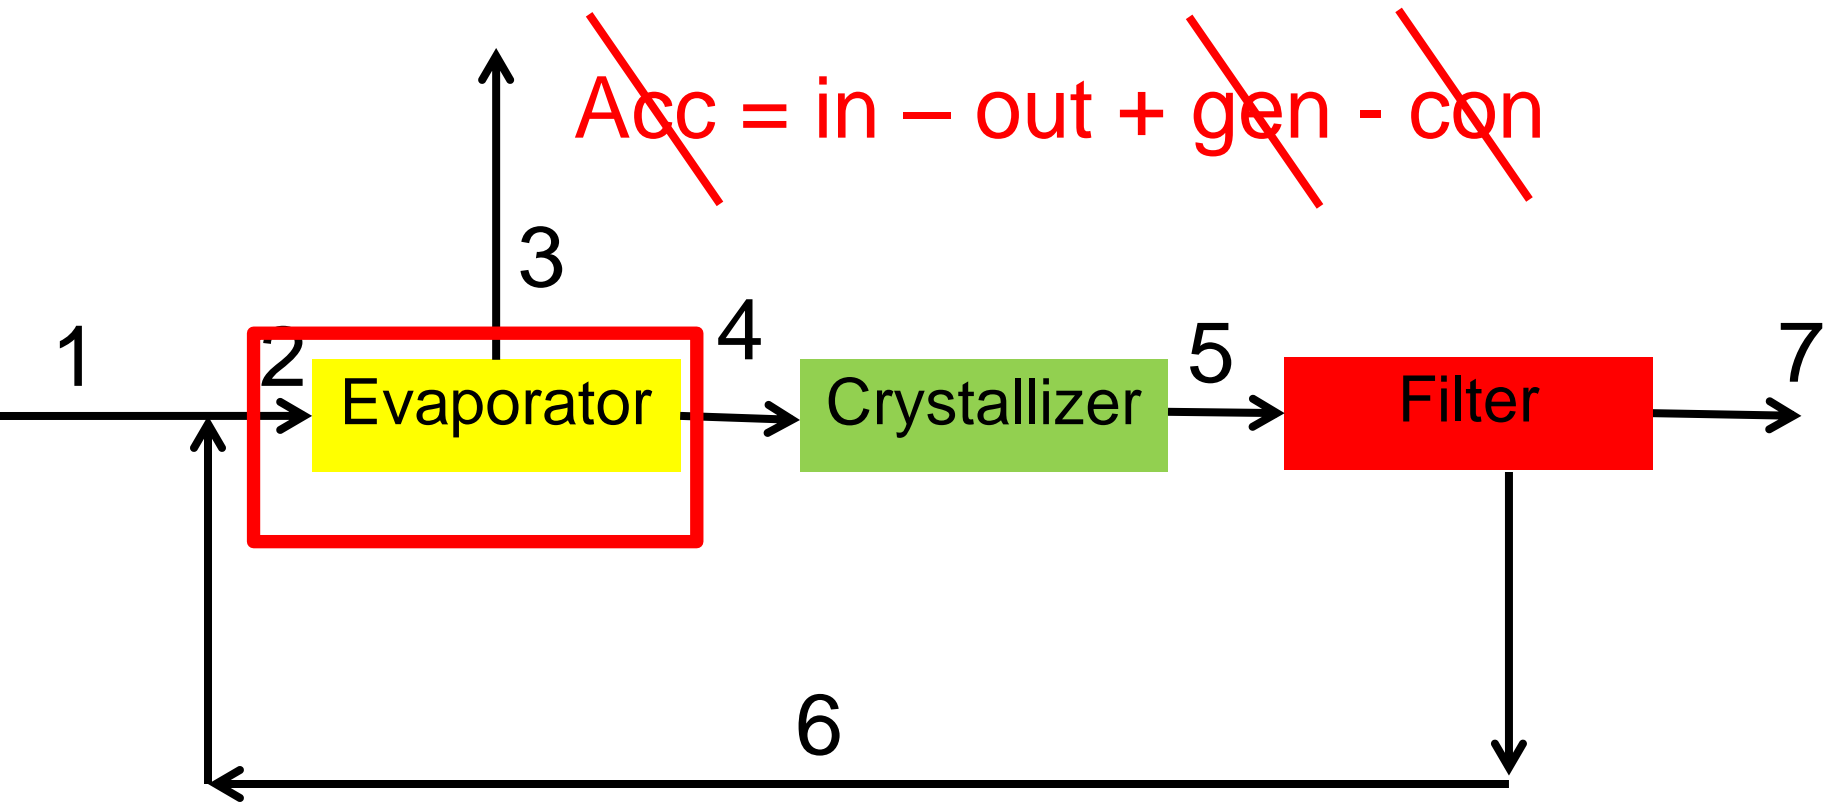 Acc = in – out + gen - con
3
4
1
2
5
7
Evaporator
Crystallizer
Filter
6